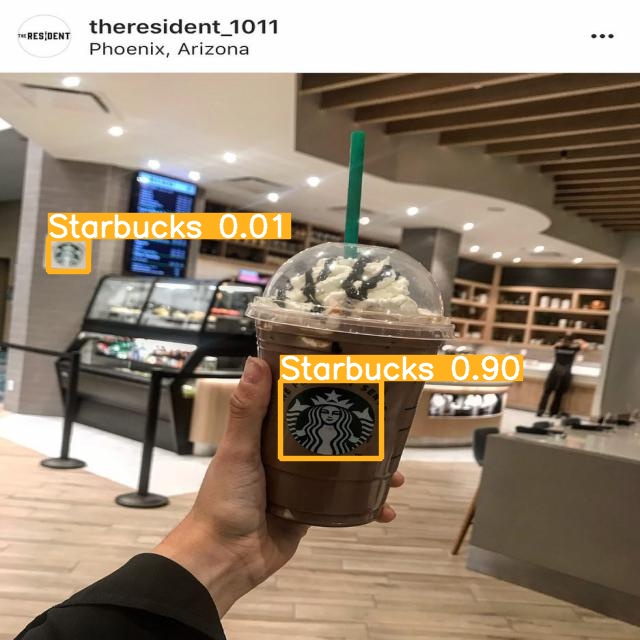 THE RESIDENT
theresident_1011
Phoenix, Arizona
Starbucks 0.01
Starbucks 0.90